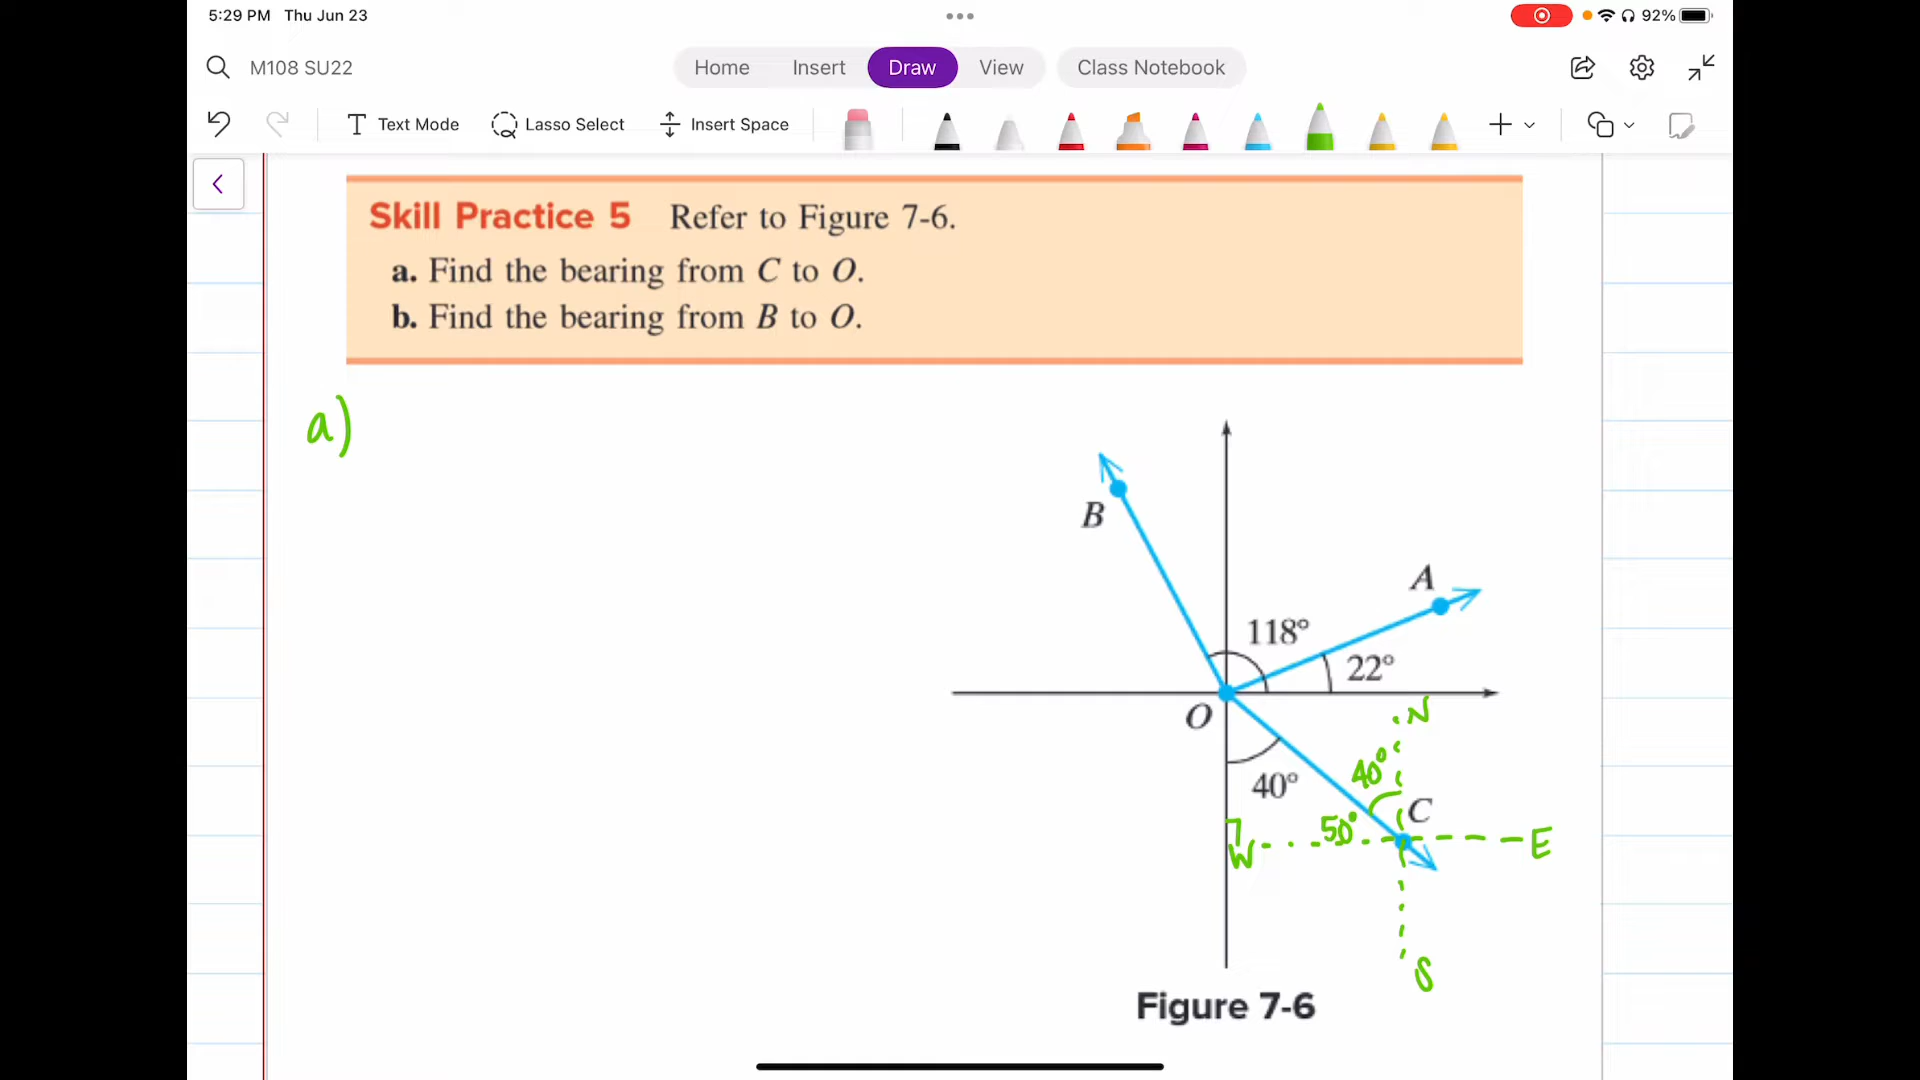 5:29 PM Thu Jun 23
92%
M108 SU22
Home Insert Draw View Class Notebook
Text Mode Lasso Select Insert Space
Skill Practice 5 Refer to Figure 7-6.
a. Find the bearing from C to O.
b. Find the bearing from B to O.
a)
B
A
118°
22°
O
N
40°
40°
C
50°
W
E
S
Figure 7-6